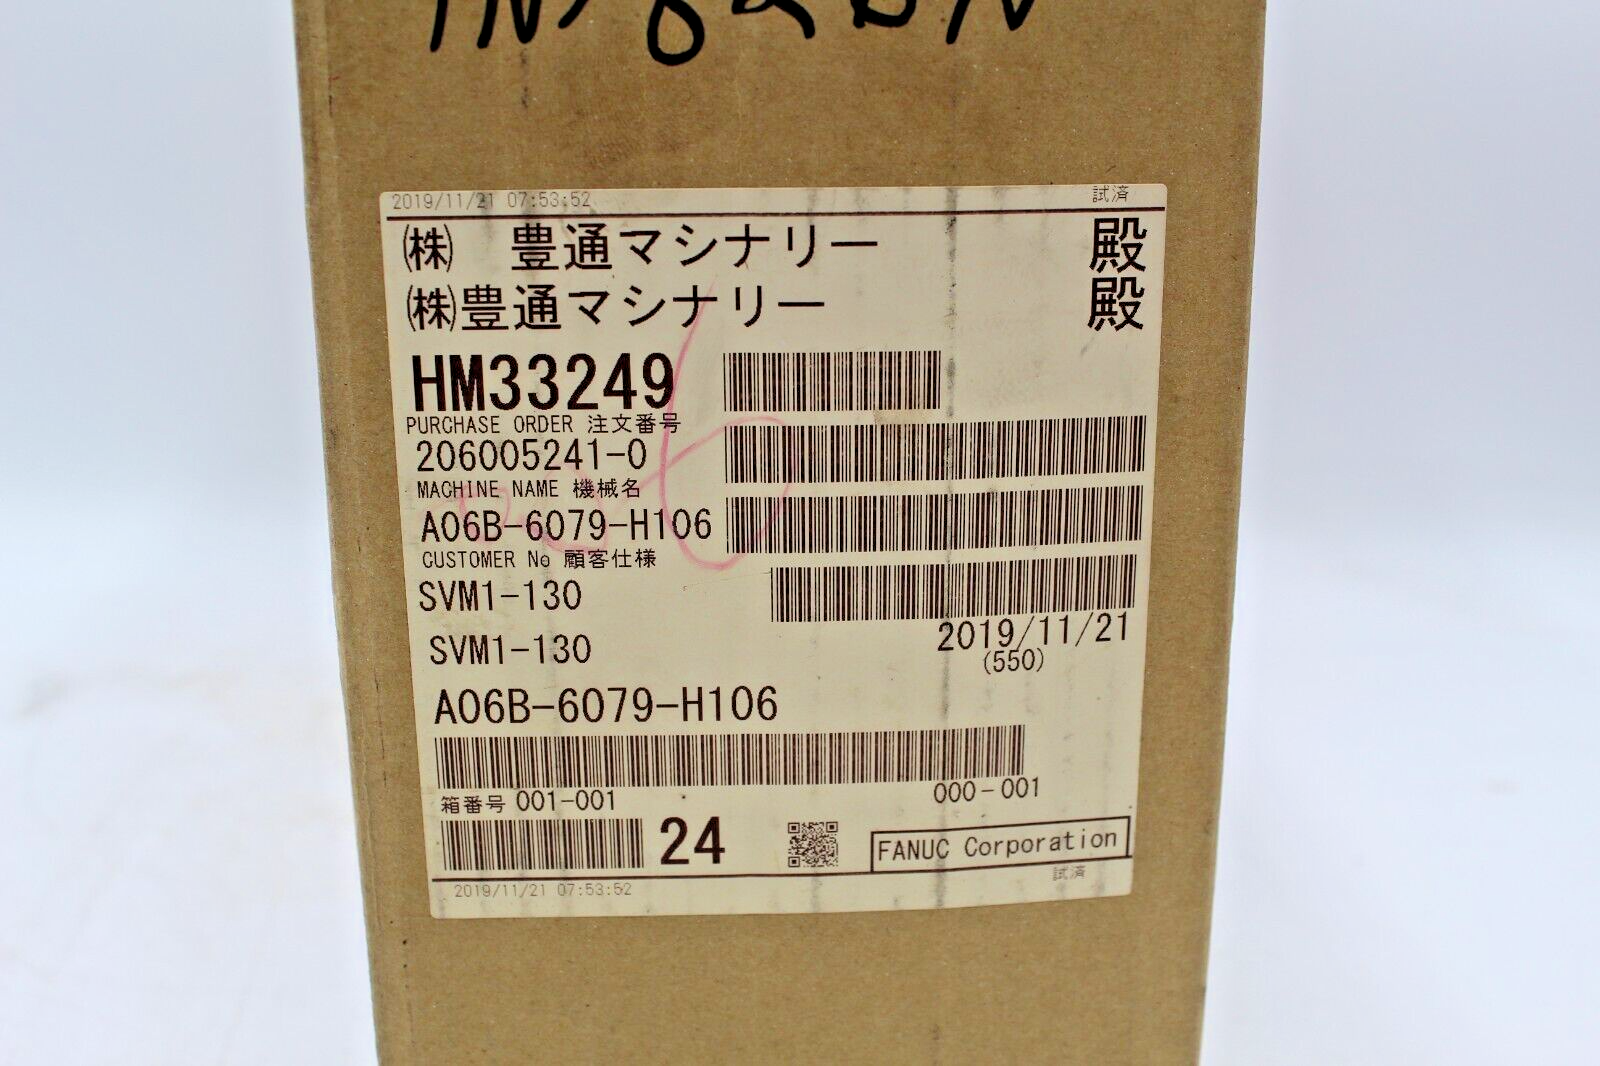 2019/11/21 07:53:52 試済
㈱ 豊通マシナリー 殿
㈱豊通マシナリー 殿
HM33249
PURCHASE ORDER 注文番号
206005241-0
MACHINE NAME 機械名
A06B-6079-H106
CUSTOMER No 顧客仕様
SVM1-130
SVM1-130 2019/11/21
(550)
A06B-6079-H106
箱番号 001-001 000-001
24 FANUC Corporation
2019/11/21 07:53:52 試済